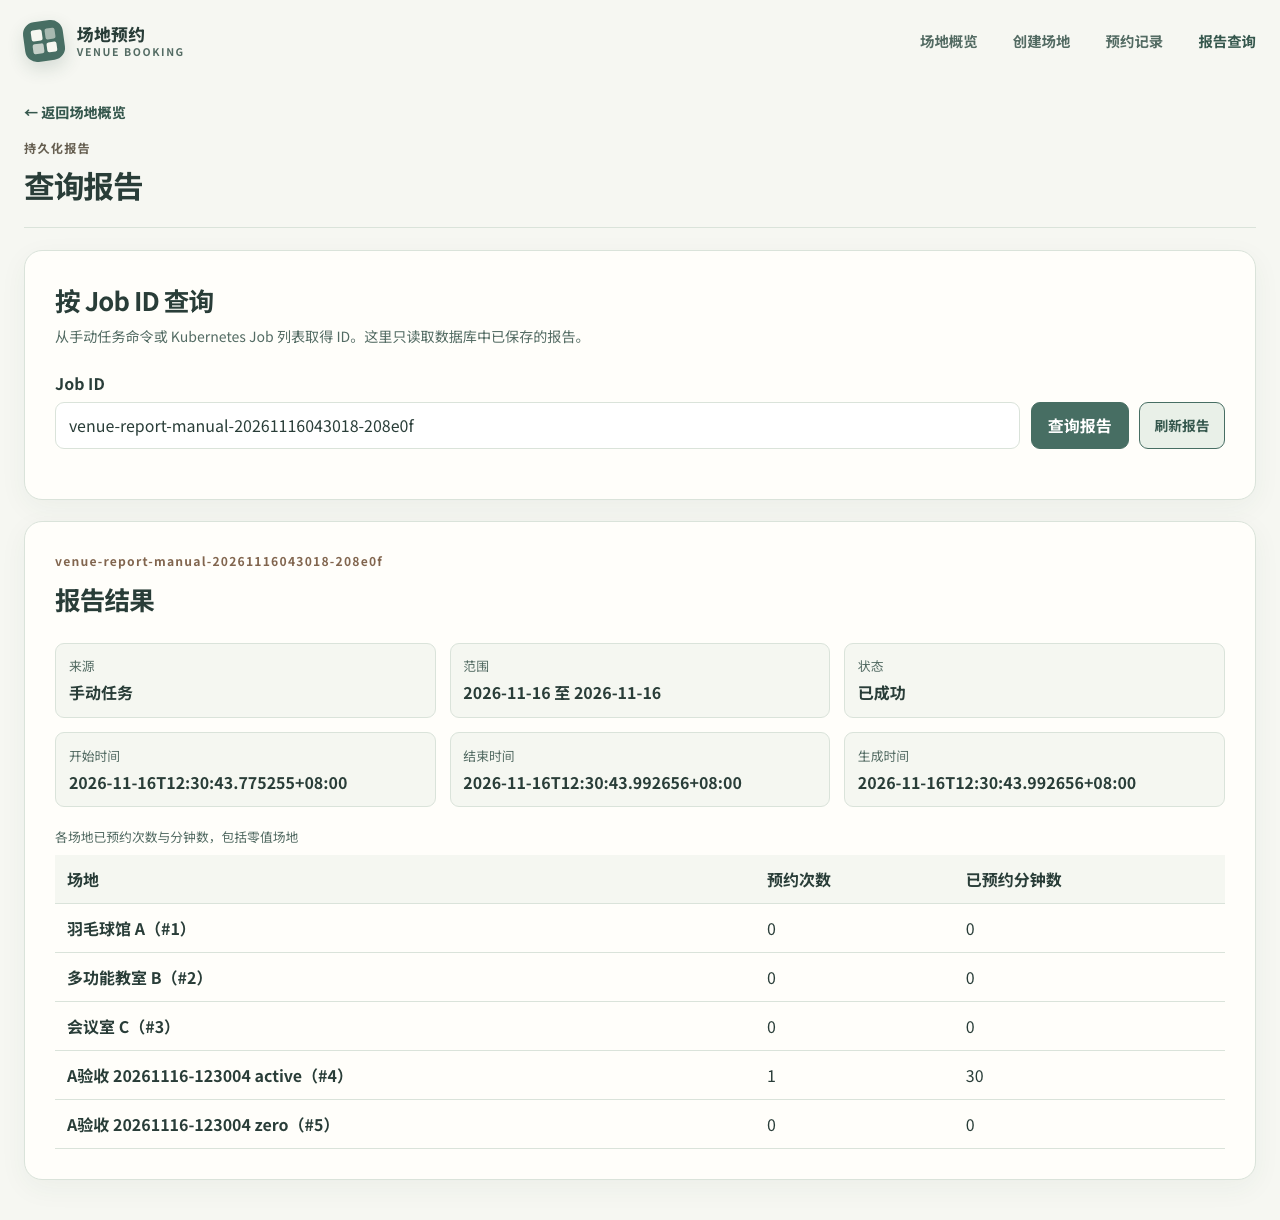 场地预约
VENUE BOOKING
场地概览 创建场地 预约记录 报告查询
← 返回场地概览
持久化报告
查询报告
按 Job ID 查询
从手动任务命令或 Kubernetes Job 列表取得 ID。这里只读取数据库中已保存的报告。
Job ID
venue-report-manual-20261116043018-208e0f 查询报告 刷新报告
venue-report-manual-20261116043018-208e0f
报告结果
来源 范围 状态
手动任务 2026-11-16 至 2026-11-16 已成功
开始时间 结束时间 生成时间
2026-11-16T12:30:43.775255+08:00 2026-11-16T12:30:43.992656+08:00 2026-11-16T12:30:43.992656+08:00
各场地已预约次数与分钟数，包括零值场地
场地 预约次数 已预约分钟数
羽毛球馆 A（#1） 0 0
多功能教室 B（#2） 0 0
会议室 C（#3） 0 0
A验收 20261116-123004 active（#4） 1 30
A验收 20261116-123004 zero（#5） 0 0